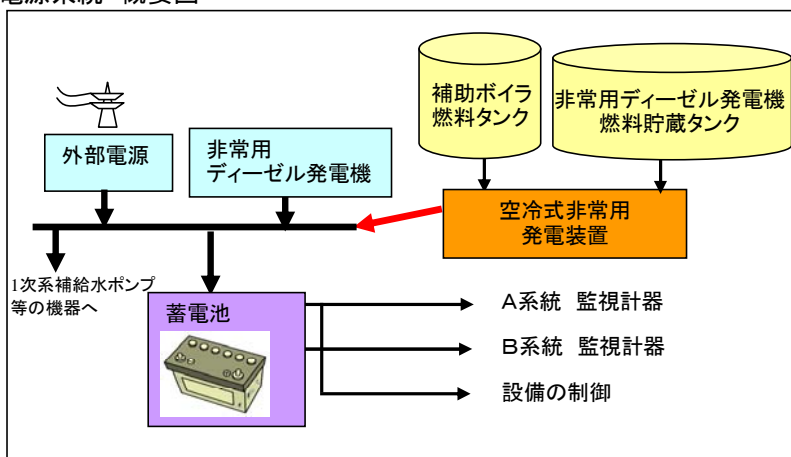 電源系統 概要図
補助ボイラ
燃料タンク
非常用ディーゼル発電機
燃料貯蔵タンク
外部電源
非常用
ディーゼル発電機
空冷式非常用
発電装置
1次系補給水ポンプ
等の機器へ
蓄電池
A系統 監視計器
B系統 監視計器
設備の制御